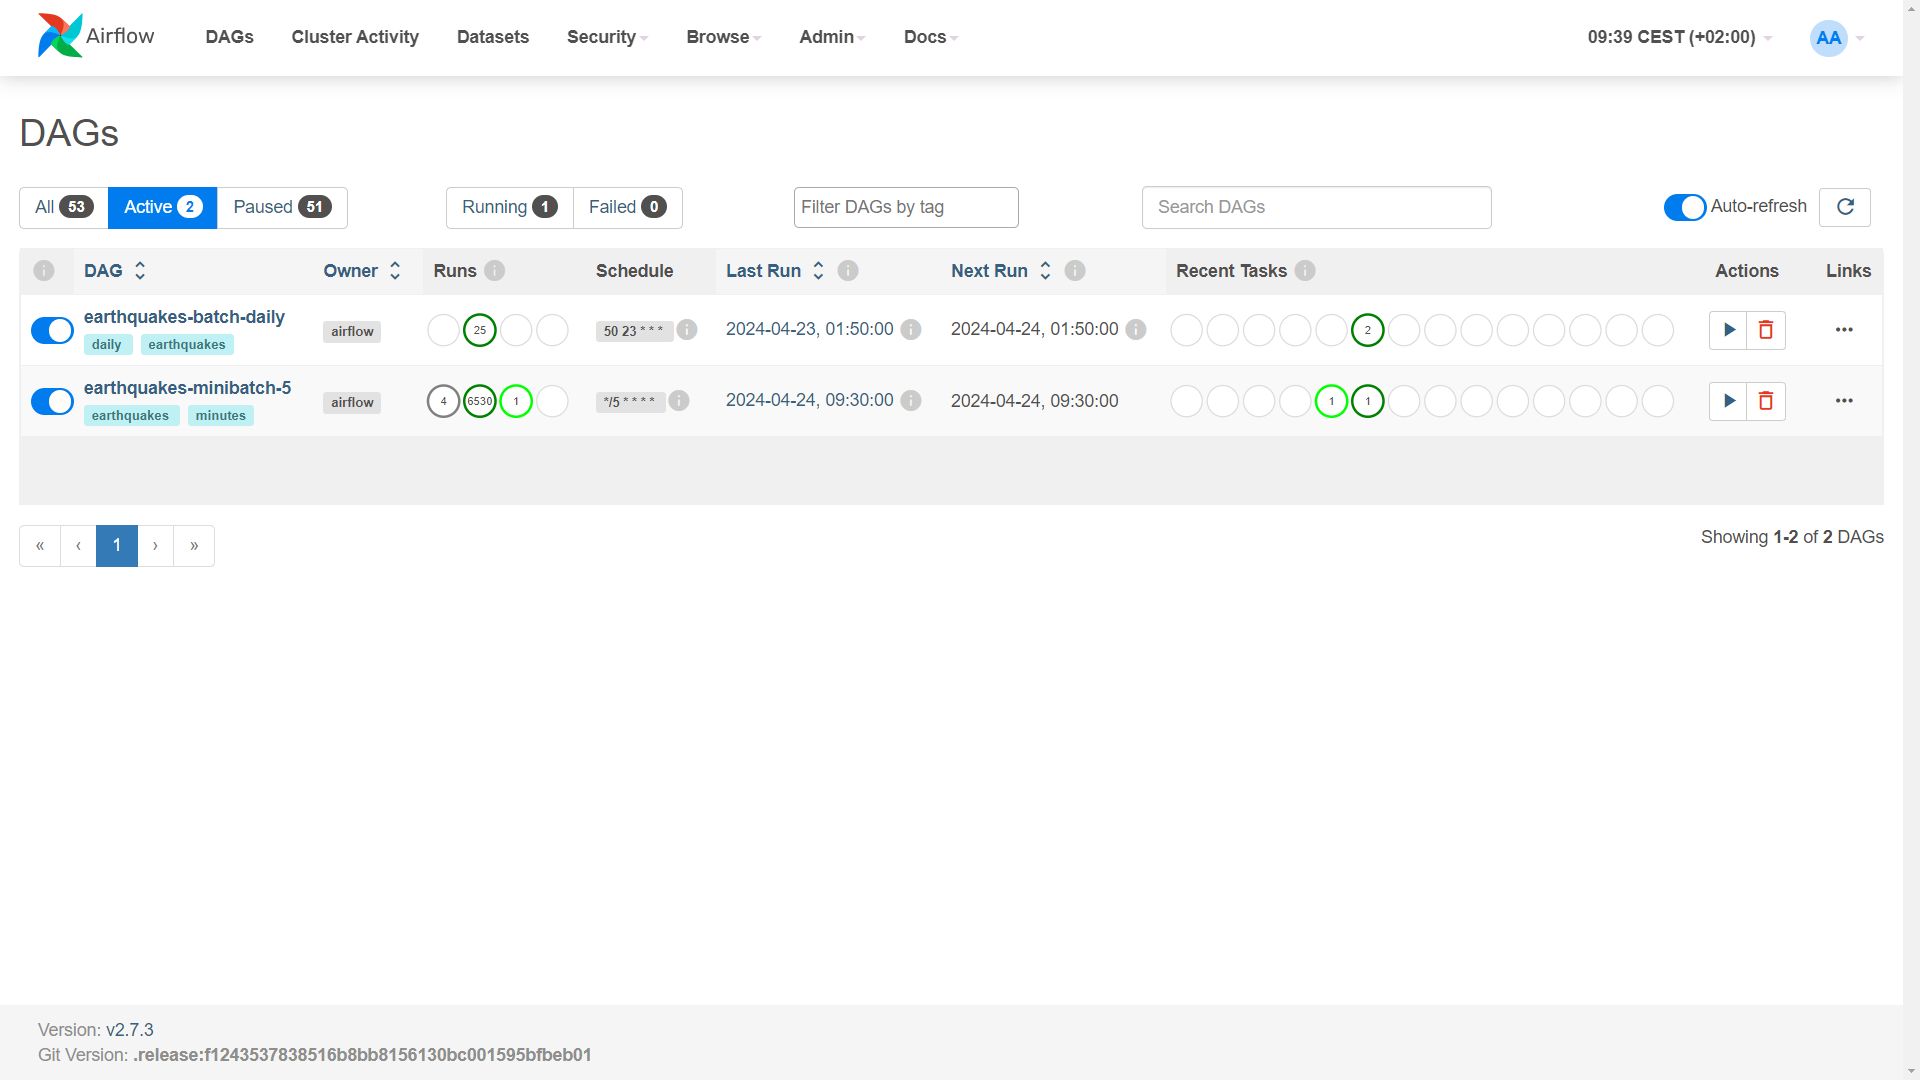 Airflow DAGs Cluster Activity Datasets Security Browse Admin Docs 09:39 CEST (+02:00) AA
DAGs
All 53 Active 2 Paused 51 Running 1 Failed 0 Filter DAGs by tag Search DAGs Auto-refresh
DAG Owner Runs Schedule Last Run Next Run Recent Tasks Actions Links
earthquakes-batch-daily airflow 25 50 23 * * * 2024-04-23, 01:50:00 2024-04-24, 01:50:00 2
daily earthquakes
earthquakes-minibatch-5 airflow 4 6530 1 */5 * * * * 2024-04-24, 09:30:00 2024-04-24, 09:30:00 1 1
earthquakes minutes
« ‹ 1 › » Showing 1-2 of 2 DAGs
Version: v2.7.3
Git Version: .release:f1243537838516b8bb8156130bc001595bfbeb01